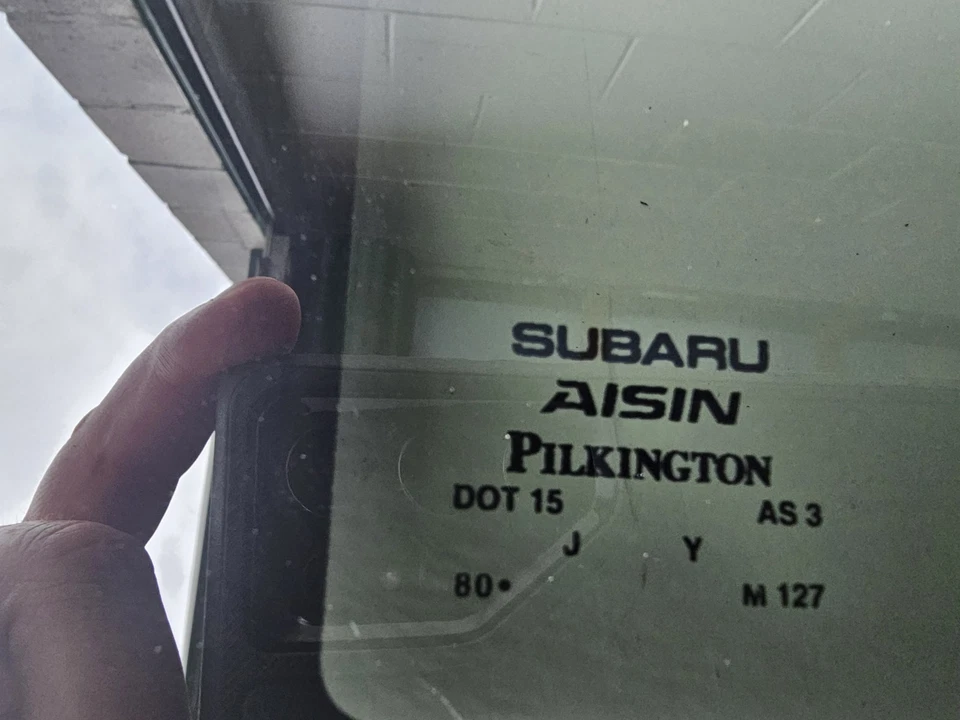 SUBARU
AISIN
PILKINGTON
DOT 15 AS 3
J Y
80•
M 127